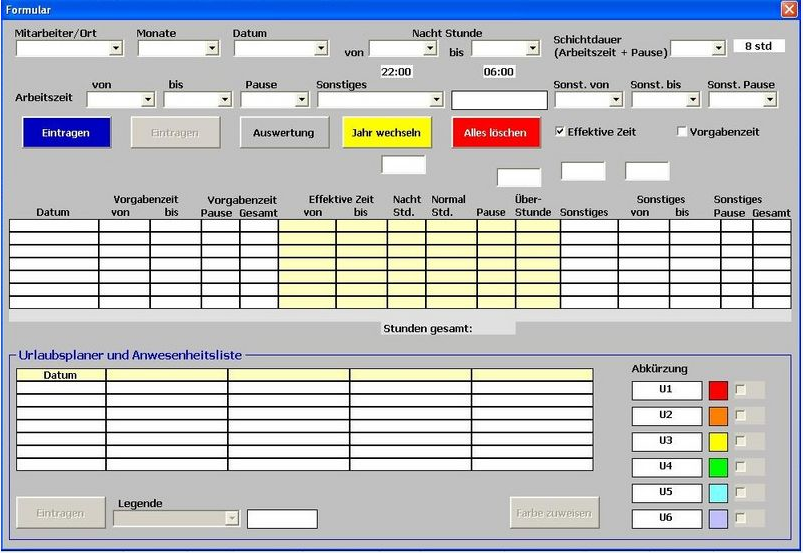 Formular
Mitarbeiter/Ort Monate Datum Nacht Stunde Schichtdauer
von bis (Arbeitszeit + Pause) 8 std
22:00 06:00
von bis Pause Sonstiges Sonst. von Sonst. bis Sonst. Pause
Arbeitszeit
Eintragen Eintragen Auswertung Jahr wechseln Alles löschen Effektive Zeit Vorgabenzeit
Vorgabenzeit Vorgabenzeit Effektive Zeit Nacht Normal Über- Sonstiges Sonstiges
Datum von bis Pause Gesamt von bis Std. Std. Pause Stunde Sonstiges von bis Pause Gesamt
Stunden gesamt:
Urlaubsplaner und Anwesenheitsliste
Datum
Abkürzung
U1
U2
U3
U4
U5
U6
Legende
Eintragen Farbe zuweisen